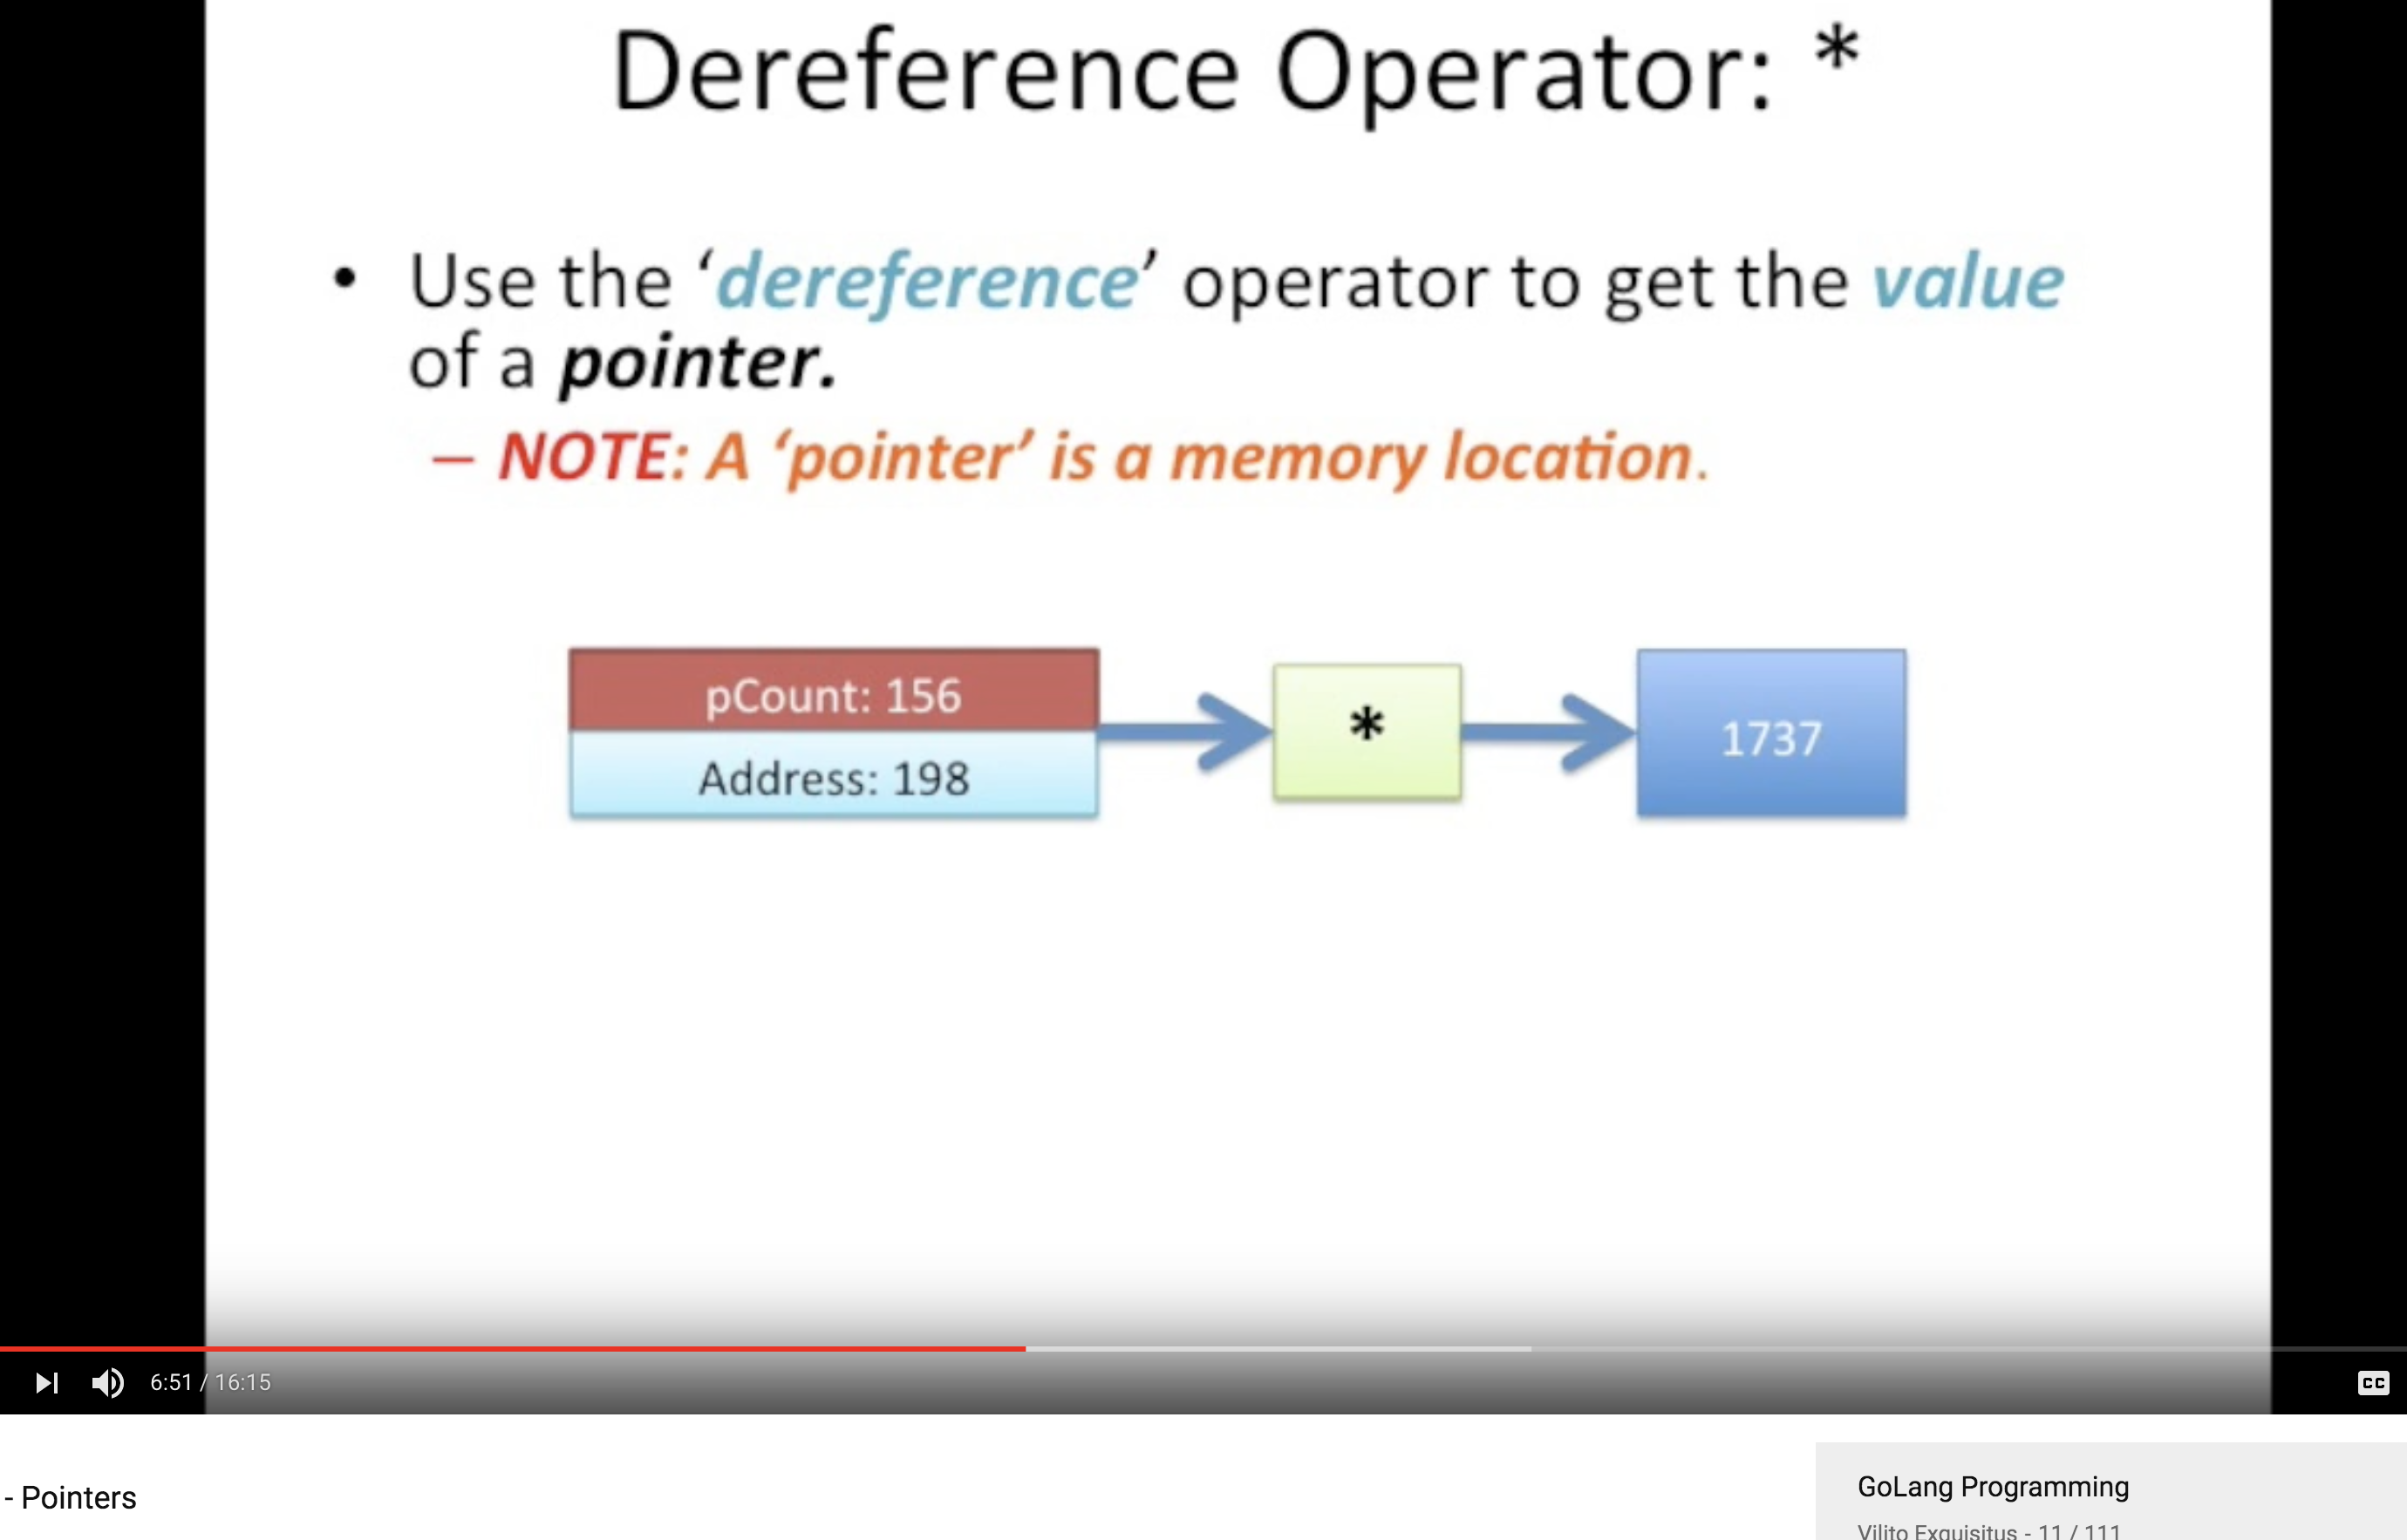 Dereference Operator: *
• Use the ‘dereference’ operator to get the value
of a pointer.
– NOTE: A ‘pointer’ is a memory location.
pCount: 156
Address: 198
*
1737
6:51 / 16:15
CC
- Pointers
GoLang Programming
Vilito Exquisitus - 11 / 111